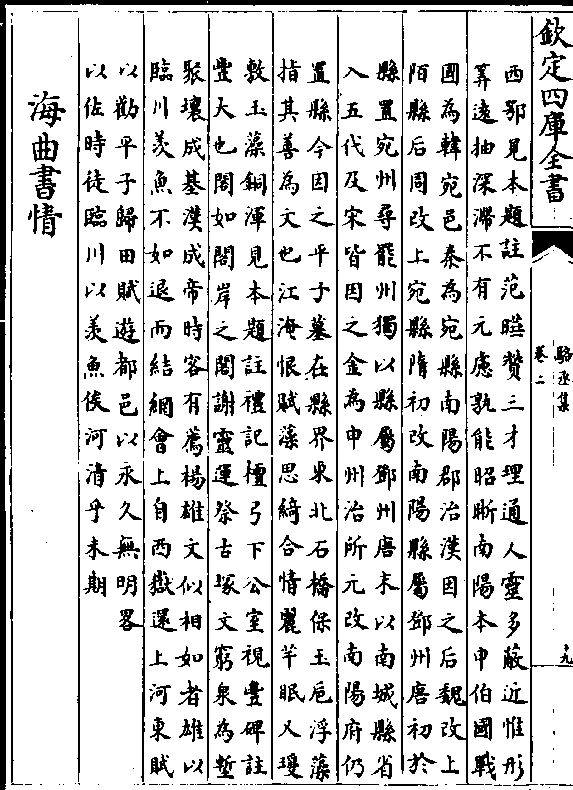 欽定四庫全書
駱丞集
卷二
十九
西鄂見本題註范曄贊三才理通人靈多蔽近惟形
筭遠抽深滯不有元慮孰能昭晣南陽本申伯國戰
國為韓宛邑秦為宛縣南陽郡治漢因之后魏改上
陌縣后周改上宛縣隋初改南陽縣屬鄧州唐初於
縣置宛州尋罷州獨以縣屬鄧州唐末以南城縣省
入五代及宋皆因之金為申州治所元改南陽府仍
置縣今因之平子墓在縣界東北石橋保玉巵浮藻
指其善為文也江淹恨賦藻思綺合情麗芊眠又瓊
敷玉藻銅渾見本題註禮記檀弓下公室視豐碑註
豐大也閣如閣岸之閣謝靈運祭古塚文窮泉為塹
聚壤成基漢成帝時客有薦楊雄文似相如者雄以
臨川羨魚不如退而結網會上自西嶽還上河東賦
以勸平子歸田賦遊都邑以永久無明畧
以佐時徒臨川以羨魚俟河清乎未期
海曲書情